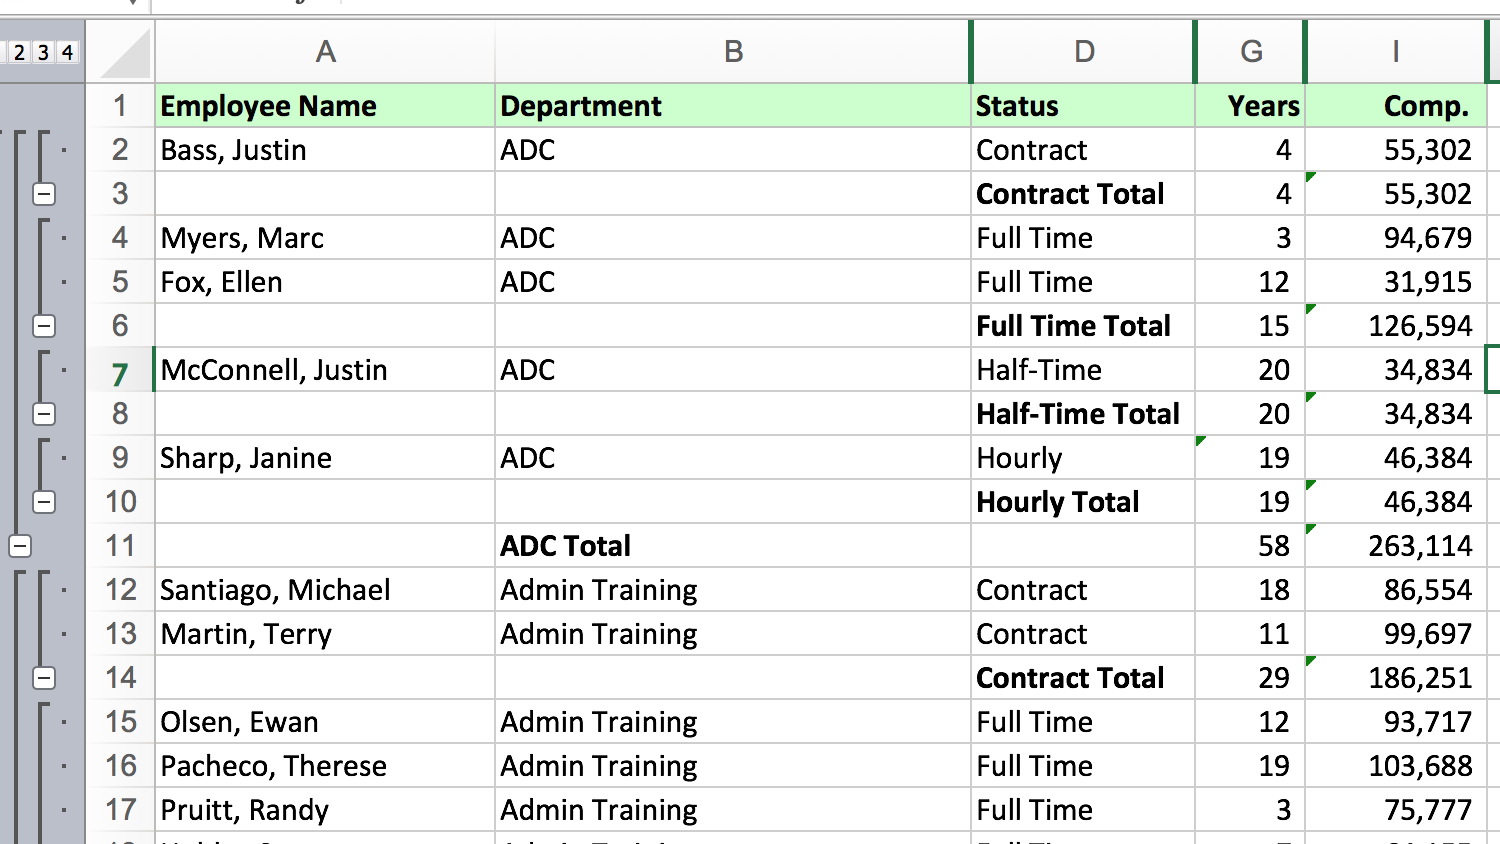 2 3 4
A B D G I
1 Employee Name Department Status Years Comp.
2 Bass, Justin ADC Contract 4 55,302
3 Contract Total 4 55,302
4 Myers, Marc ADC Full Time 3 94,679
5 Fox, Ellen ADC Full Time 12 31,915
6 Full Time Total 15 126,594
7 McConnell, Justin ADC Half-Time 20 34,834
8 Half-Time Total 20 34,834
9 Sharp, Janine ADC Hourly 19 46,384
10 Hourly Total 19 46,384
11 ADC Total 58 263,114
12 Santiago, Michael Admin Training Contract 18 86,554
13 Martin, Terry Admin Training Contract 11 99,697
14 Contract Total 29 186,251
15 Olsen, Ewan Admin Training Full Time 12 93,717
16 Pacheco, Therese Admin Training Full Time 19 103,688
17 Pruitt, Randy Admin Training Full Time 3 75,777